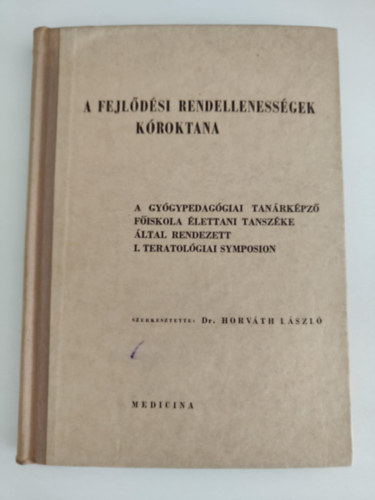 A FEJLŐDÉSI RENDELLENESSÉGEK
KÓROKTANA
A GYÓGYPEDAGÓGIAI TANÁRKÉPZŐ
FŐISKOLA ÉLETTANI TANSZÉKE
ÁLTAL RENDEZETT
I. TERATOLÓGIAI SYMPOSION
SZERKESZTETTE: Dr. HORVÁTH LÁSZLÓ
MEDICINA